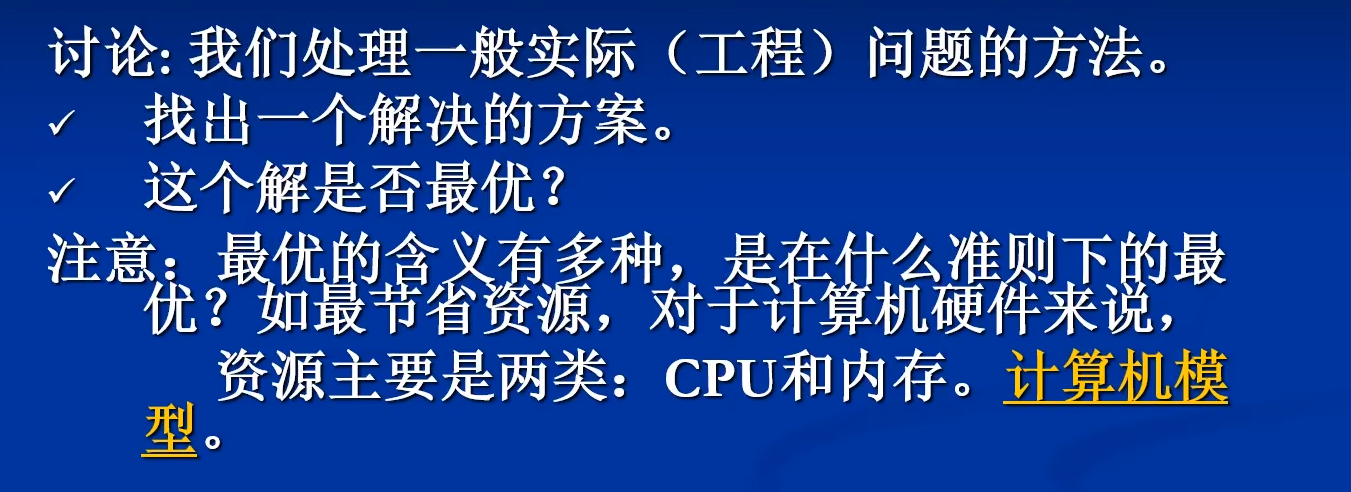 讨论: 我们处理一般实际（工程）问题的方法。
✓ 找出一个解决的方案。
✓ 这个解是否最优？
注意：最优的含义有多种，是在什么准则下的最
优？如最节省资源，对于计算机硬件来说，
资源主要是两类：CPU和内存。计算机模
型。